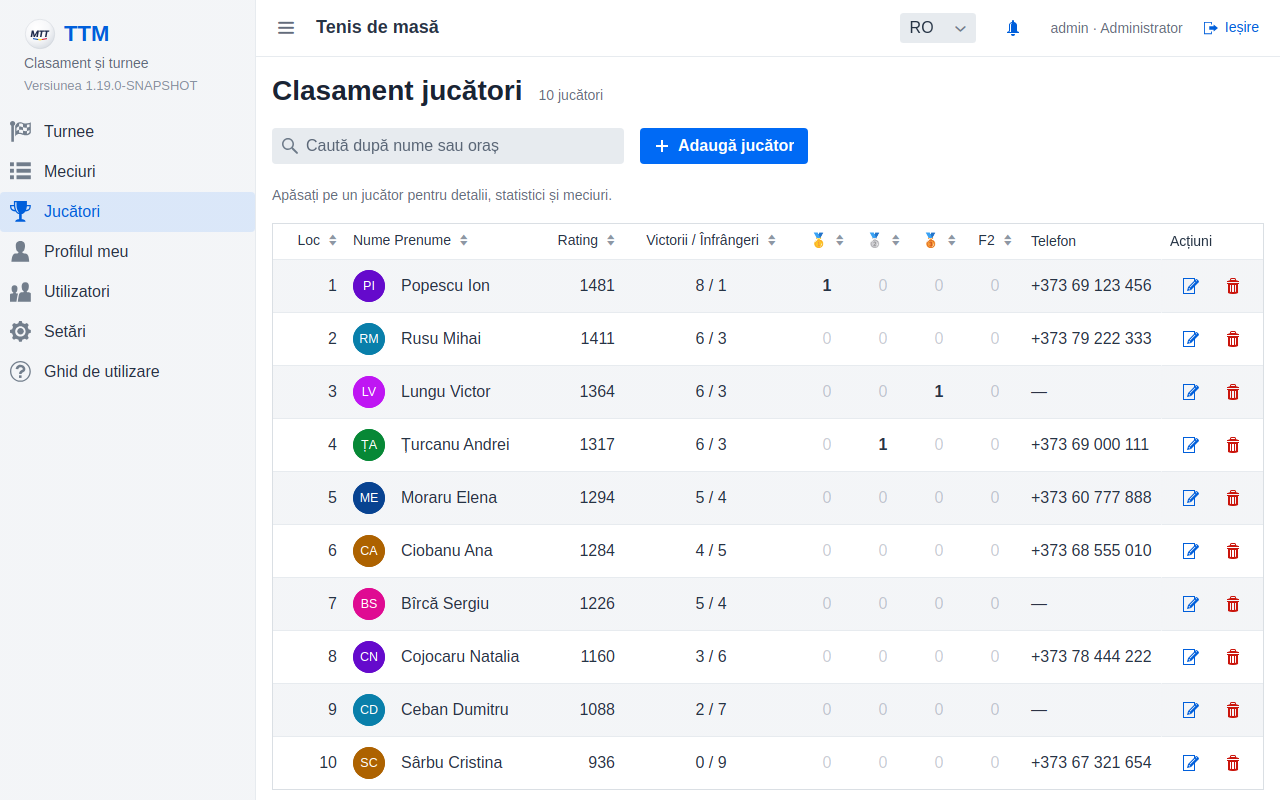 MTT TTM
Clasament și turnee
Versiunea 1.19.0-SNAPSHOT
Turnee
Meciuri
Jucători
Profilul meu
Utilizatori
Setări
Ghid de utilizare
Tenis de masă RO admin · Administrator Ieșire
Clasament jucători 10 jucători
Caută după nume sau oraș Adaugă jucător
Apăsați pe un jucător pentru detalii, statistici și meciuri.
Loc Nume Prenume Rating Victorii / Înfrângeri 🥇 🥈 🥉 F2 Telefon Acțiuni
1 PI Popescu Ion 1481 8 / 1 1 0 0 0 +373 69 123 456
2 RM Rusu Mihai 1411 6 / 3 0 0 0 0 +373 79 222 333
3 LV Lungu Victor 1364 6 / 3 0 0 1 0 —
4 ȚA Țurcanu Andrei 1317 6 / 3 0 1 0 0 +373 69 000 111
5 ME Moraru Elena 1294 5 / 4 0 0 0 0 +373 60 777 888
6 CA Ciobanu Ana 1284 4 / 5 0 0 0 0 +373 68 555 010
7 BS Bîrcă Sergiu 1226 5 / 4 0 0 0 0 —
8 CN Cojocaru Natalia 1160 3 / 6 0 0 0 0 +373 78 444 222
9 CD Ceban Dumitru 1088 2 / 7 0 0 0 0 —
10 SC Sârbu Cristina 936 0 / 9 0 0 0 0 +373 67 321 654